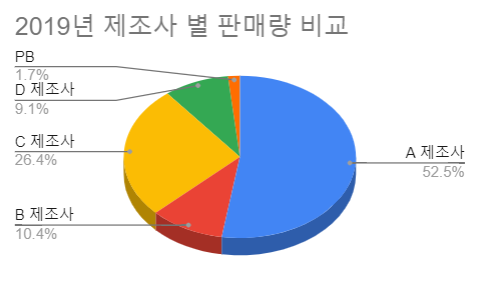 2019년 제조사 별 판매량 비교
PB
1.7%
D 제조사
9.1%
C 제조사
26.4%
B 제조사
10.4%
A 제조사
52.5%